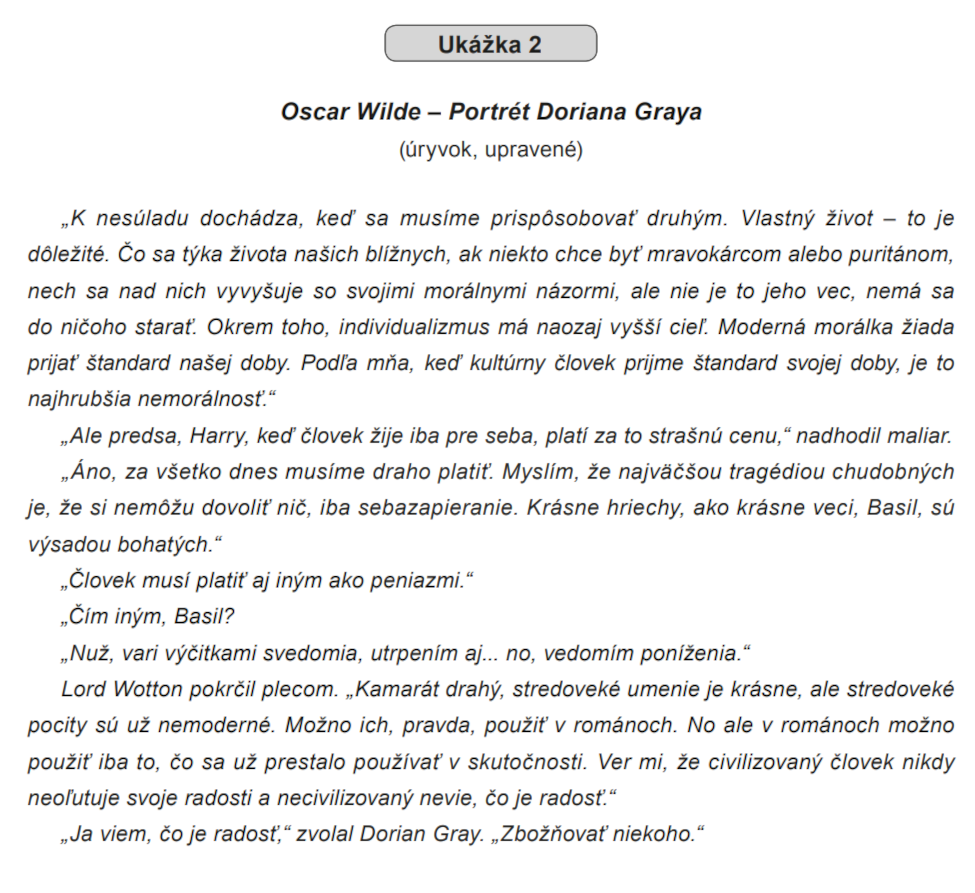 Ukážka 2
Oscar Wilde – Portrét Doriana Graya
(úryvok, upravené)
„K nesúladu dochádza, keď sa musíme prispôsobovať druhým. Vlastný život – to je
dôležité. Čo sa týka života našich blížnych, ak niekto chce byť mravokárcom alebo puritánom,
nech sa nad nich vyvyšuje so svojimi morálnymi názormi, ale nie je to jeho vec, nemá sa
do ničoho starať. Okrem toho, individualizmus má naozaj vyšší cieľ. Moderná morálka žiada
prijať štandard našej doby. Podľa mňa, keď kultúrny človek prijme štandard svojej doby, je to
najhrubšia nemorálnosť.“
„Ale predsa, Harry, keď človek žije iba pre seba, platí za to strašnú cenu,“ nadhodil maliar.
„Áno, za všetko dnes musíme draho platiť. Myslím, že najväčšou tragédiou chudobných
je, že si nemôžu dovoliť nič, iba sebazapieranie. Krásne hriechy, ako krásne veci, Basil, sú
výsadou bohatých.“
„Človek musí platiť aj iným ako peniazmi.“
„Čím iným, Basil?
„Nuž, vari výčitkami svedomia, utrpením aj... no, vedomím poníženia.“
Lord Wotton pokrčil plecom. „Kamarát drahý, stredoveké umenie je krásne, ale stredoveké
pocity sú už nemoderné. Možno ich, pravda, použiť v románoch. No ale v románoch možno
použiť iba to, čo sa už prestalo používať v skutočnosti. Ver mi, že civilizovaný človek nikdy
neoľutuje svoje radosti a necivilizovaný nevie, čo je radosť.“
„Ja viem, čo je radosť,“ zvolal Dorian Gray. „Zbožňovať niekoho.“